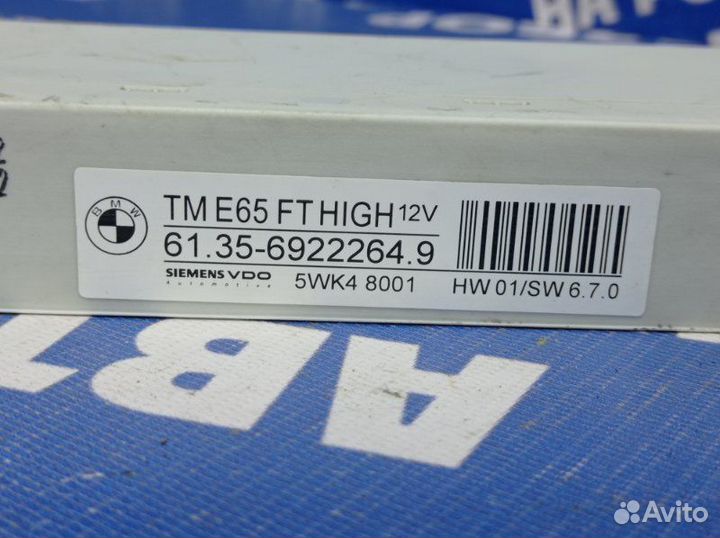 BMW
TM E65 FT HIGH 12V
61.35-6922264.9
SIEMENS VDO
Automotive
5WK4 8001
HW 01/SW 6.7.0
АВТ
Avito